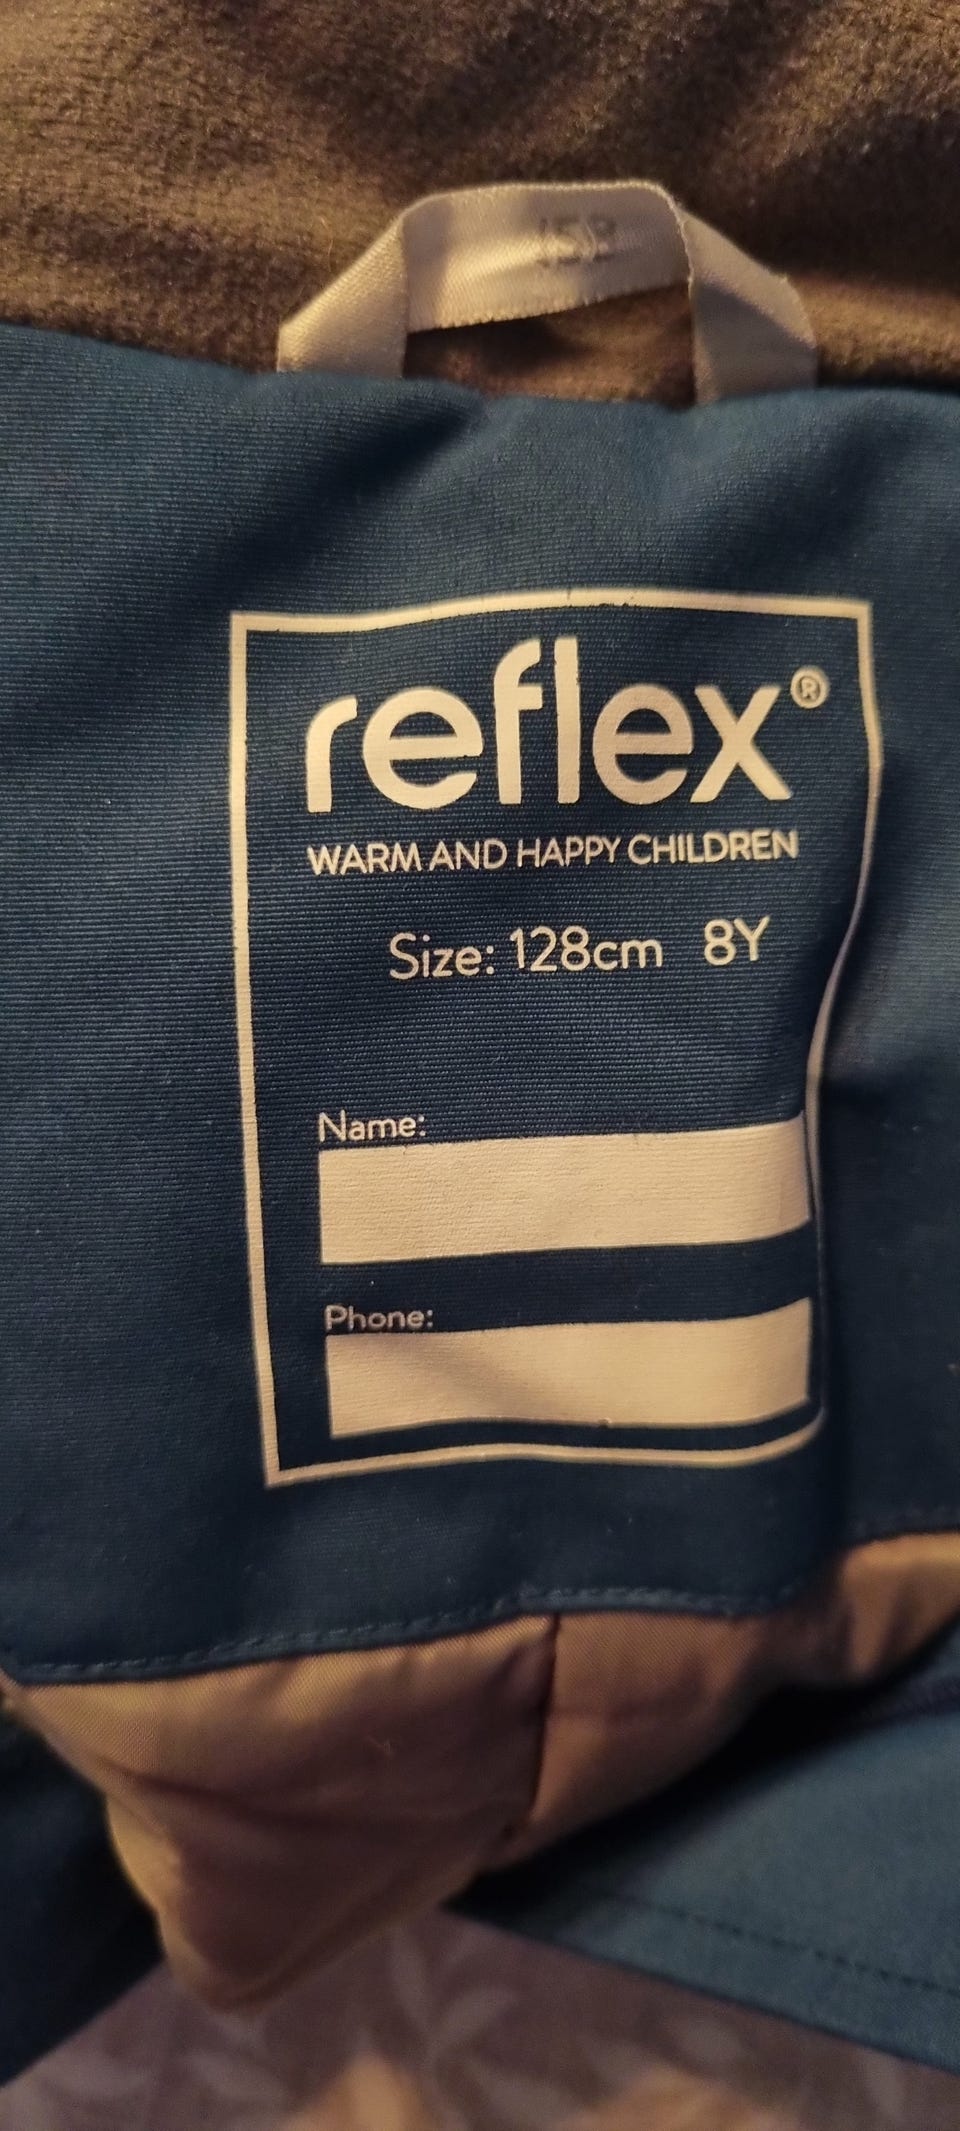 reflex®
WARM AND HAPPY CHILDREN
Size: 128cm 8Y
Name:
Phone: